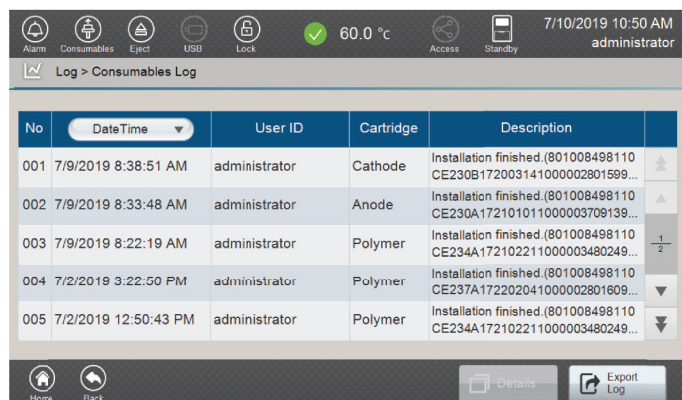 7/10/2019 10:50 AM
60.0 °c
administrator
Alarm Consumables Eject USB Lock Access Standby
Log > Consumables Log
No DateTime User ID Cartridge Description
001 7/9/2019 8:38:51 AM administrator Cathode Installation finished.(801008498110
CE230B172003141000002801599...
002 7/9/2019 8:33:48 AM administrator Anode Installation finished.(801008498110
CE230A172101011000003709139...
003 7/9/2019 8:22:19 AM administrator Polymer Installation finished.(801008498110
CE234A172102211000003480249...
1
2
004 7/2/2019 3:22:50 PM administrator Polymer Installation finished.(801008498110
CE237A172202041000002801609...
005 7/2/2019 12:50:43 PM administrator Polymer Installation finished.(801008498110
CE234A172102211000003480249...
Home Back Details Export
Log